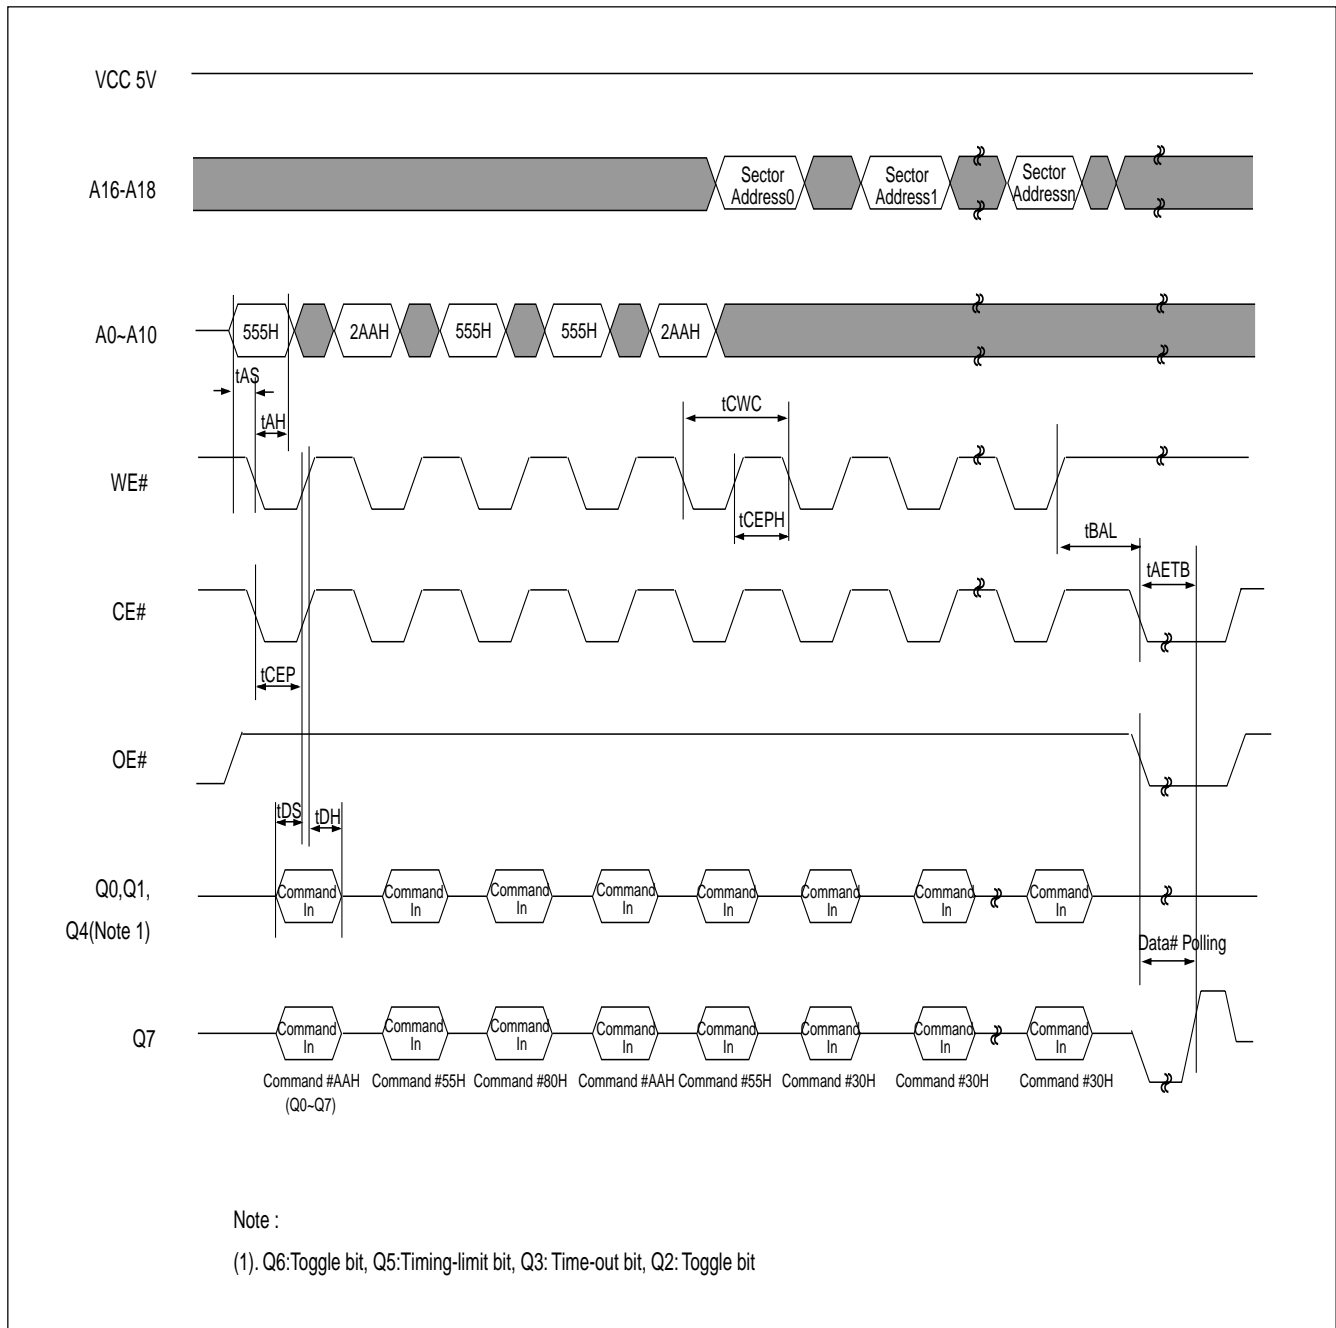 VCC 5V
A16-A18
Sector
Address0
Sector
Address1
Sector
Addressn
A0~A10
555H
2AAH
555H
555H
2AAH
tAS
tAH
tCWC
WE#
tCEPH
tBAL
tAETB
CE#
tCEP
OE#
tDS
tDH
Q0,Q1,
Q4(Note 1)
Command
In
Command
In
Command
In
Command
In
Command
In
Command
In
Command
In
Command
In
Data# Polling
Q7
Command
In
Command
In
Command
In
Command
In
Command
In
Command
In
Command
In
Command
In
Command #AAH
(Q0~Q7)
Command #55H
Command #80H
Command #AAH
Command #55H
Command #30H
Command #30H
Command #30H
Note :
(1). Q6:Toggle bit, Q5:Timing-limit bit, Q3: Time-out bit, Q2: Toggle bit